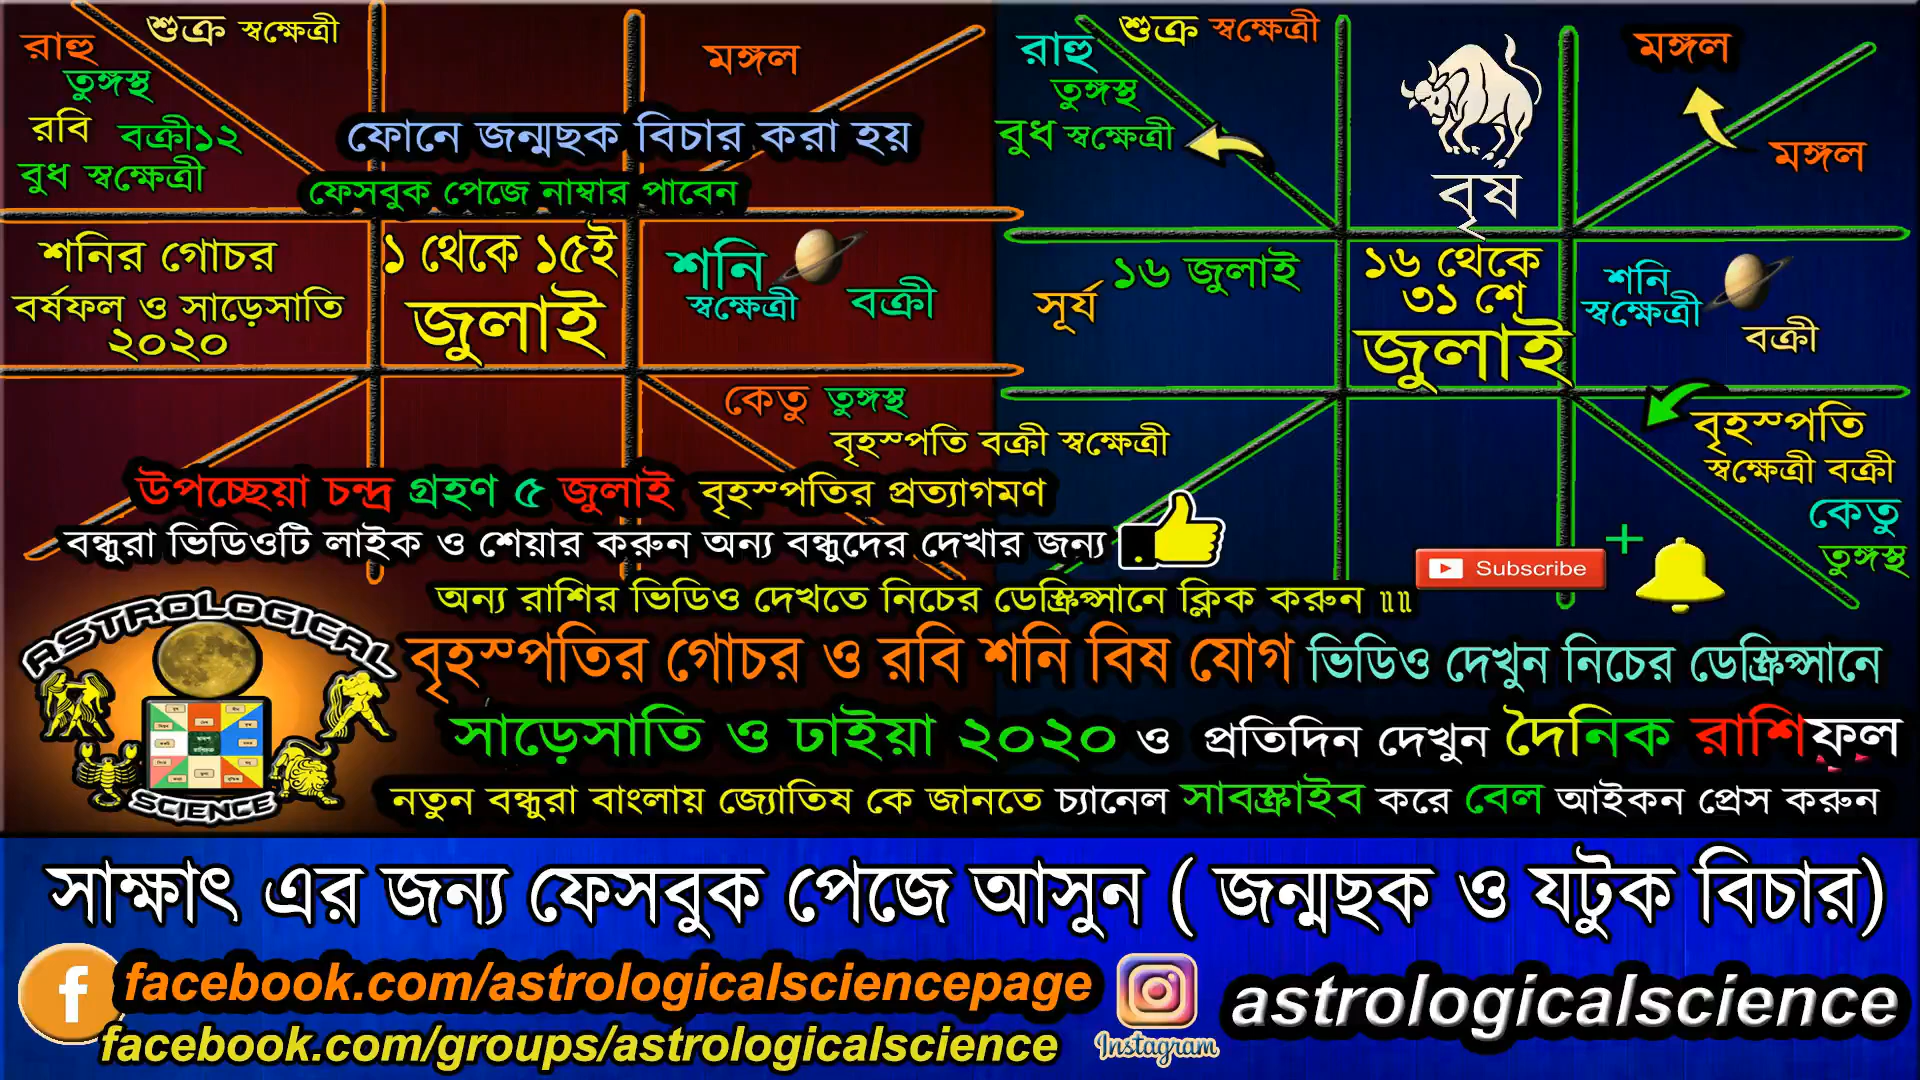 রাহু
তুঙ্গস্থ
শুক্র স্বক্ষেত্রী
রবি বক্রী১২
বুধ স্বক্ষেত্রী
মঙ্গল
ফোনে জন্মছক বিচার করা হয়
ফেসবুক পেজে নাম্বার পাবেন
শনির গোচর
বর্ষফল ও সাড়েসাতি
২০২০
১ থেকে ১৫ই
জুলাই
শনি
স্বক্ষেত্রী বক্রী
কেতু তুঙ্গস্থ
বৃহস্পতি বক্রী স্বক্ষেত্রী
রাহু
তুঙ্গস্থ
শুক্র স্বক্ষেত্রী
বুধ স্বক্ষেত্রী
বৃষ
মঙ্গল
মঙ্গল
সূর্য ১৬ জুলাই
১৬ থেকে
৩১ শে
জুলাই
শনি
স্বক্ষেত্রী
বক্রী
বৃহস্পতি
স্বক্ষেত্রী বক্রী
কেতু
তুঙ্গস্থ
উপচ্ছেয়া চন্দ্র গ্রহণ ৫ জুলাই বৃহস্পতির প্রত্যাগমণ
বন্ধুরা ভিডিওটি লাইক ও শেয়ার করুন অন্য বন্ধুদের দেখার জন্য
Subscribe +
অন্য রাশির ভিডিও দেখতে নিচের ডেস্ক্রিপ্সানে ক্লিক করুন
বৃহস্পতির গোচর ও রবি শনি বিষ যোগ ভিডিও দেখুন নিচের ডেস্ক্রিপ্সানে
সাড়েসাতি ও ঢাইয়া ২০২০ ও প্রতিদিন দেখুন দৈনিক রাশিফল
ASTROLOGICAL
SCIENCE
নতুন বন্ধুরা বাংলায় জ্যোতিষ কে জানতে চ্যানেল সাবস্ক্রাইব করে বেল আইকন প্রেস করুন
সাক্ষাৎ এর জন্য ফেসবুক পেজে আসুন ( জন্মছক ও যটুক বিচার)
facebook.com/astrologicalsciencepage
facebook.com/groups/astrologicalscience
Instagram
astrologicalscience